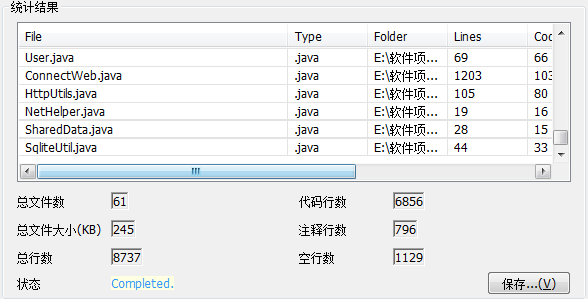 统计结果
File Type Folder Lines Coc
User.java .java E:\软件项... 69 66
ConnectWeb.java .java E:\软件项... 1203 103
HttpUtils.java .java E:\软件项... 105 80
NetHelper.java .java E:\软件项... 19 16
SharedData.java .java E:\软件项... 28 15
SqliteUtil.java .java E:\软件项... 44 33
总文件数 61 代码行数 6856
总文件大小(KB) 245 注释行数 796
总行数 8737 空行数 1129
状态 Completed. 保存...(V)